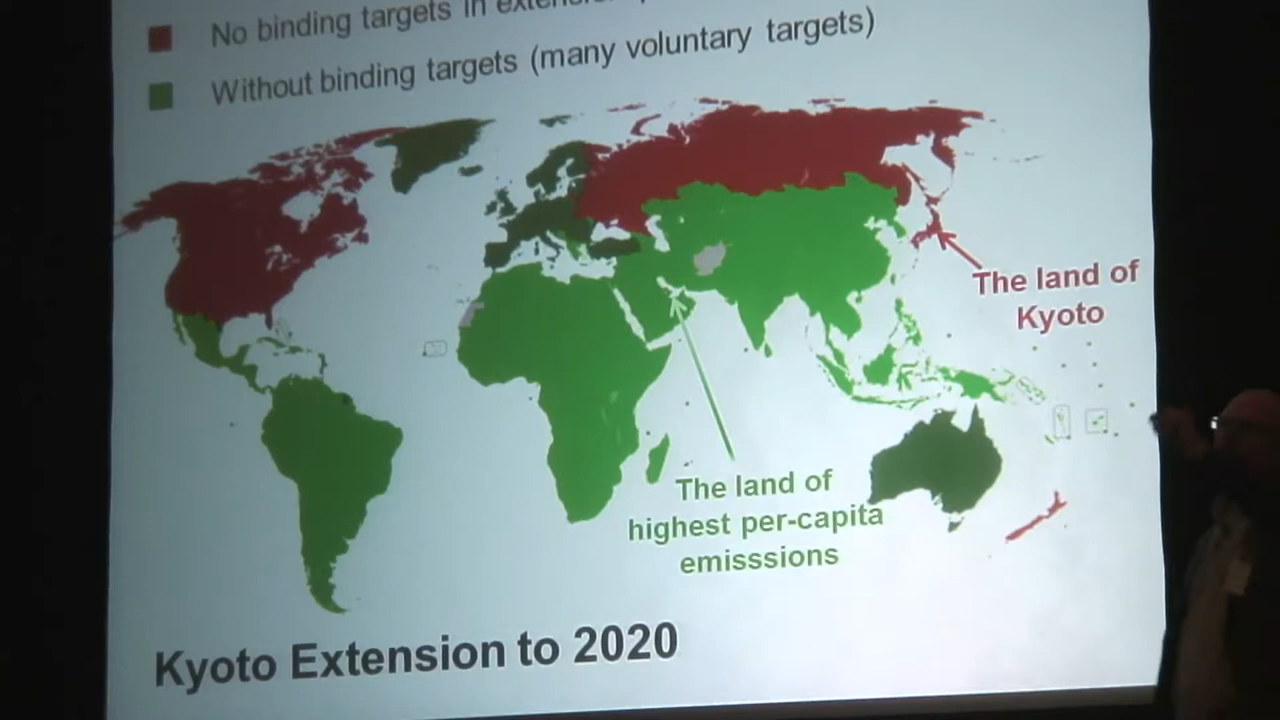 No binding targets in
Without binding targets (many voluntary targets)
The land of
Kyoto
The land of
highest per-capita
emisssions
Kyoto Extension to 2020